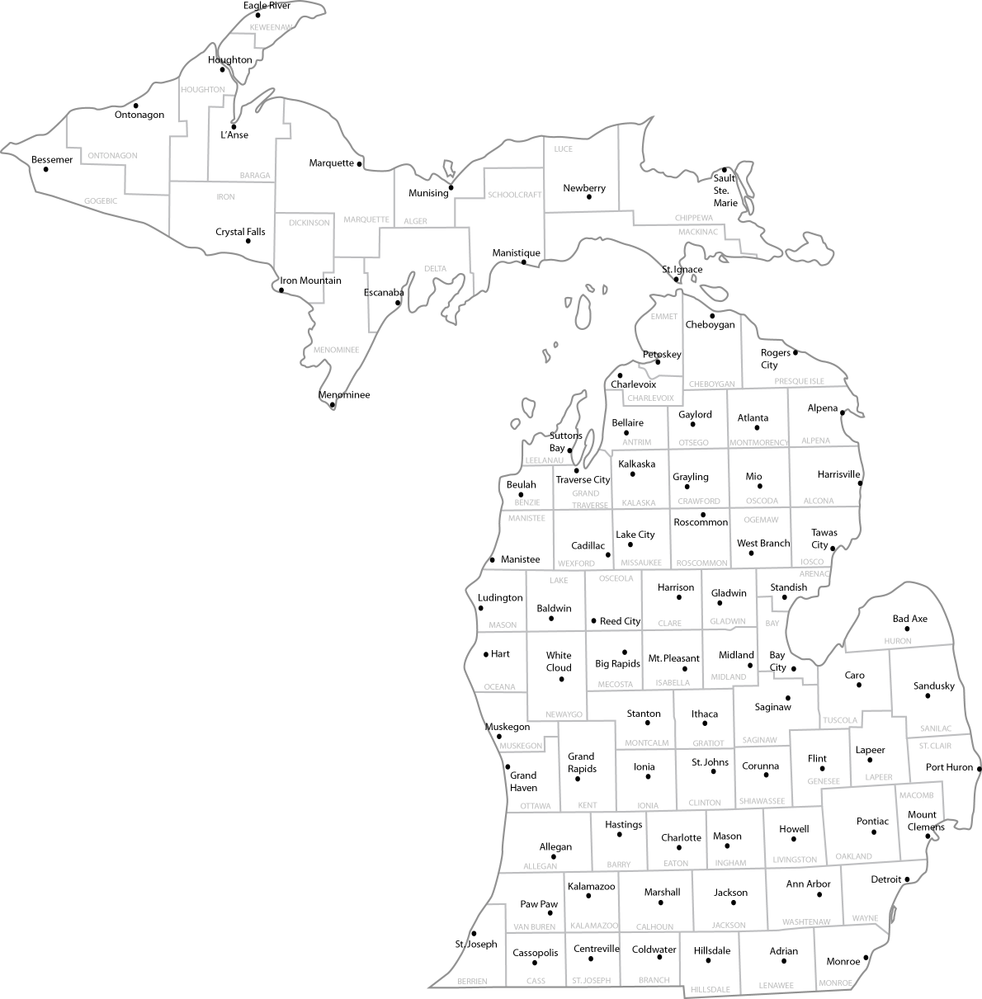 Eagle River
KEWEENAW
Houghton
HOUGHTON
Ontonagon
L'Anse
ONTONAGON
Bessemer
BARAGA
Marquette
GOGEBIC
IRON
Munising
LUCE
Newberry
SCHOOLCRAFT
Sault
Ste.
Marie
DICKINSON
MARQUETTE
ALGER
CHIPPEWA
MACKINAC
Crystal Falls
Manistique
DELTA
St. Ignace
Iron Mountain
Escanaba
MENOMINEE
Menominee
EMMET
Cheboygan
Petoskey
Rogers
City
Charlevoix
CHEBOYGAN
PRESQUE ISLE
CHARLEVOIX
Bellaire
Gaylord
Atlanta
Alpena
ANTRIM
OTSEGO
MONTMORENCY
ALPENA
Suttons
Bay
LEELANAU
Traverse City
Kalkaska
Grayling
Mio
Harrisville
Beulah
BENZIE
GRAND
TRAVERSE
KALASKA
CRAWFORD
OSCODA
ALCONA
MANISTEE
Roscommon
OGEMAW
Manistee
Cadillac
Lake City
West Branch
Tawas
City
WEXFORD
MISSAUKEE
ROSCOMMON
IOSCO
ARENAC
LAKE
OSCEOLA
Ludington
Baldwin
Reed City
Harrison
Gladwin
Standish
MASON
CLARE
GLADWIN
BAY
Bad Axe
HURON
Hart
White
Cloud
Big Rapids
Mt. Pleasant
Midland
Bay
City
OCEANA
MECOSTA
ISABELLA
MIDLAND
Caro
Sandusky
NEWAYGO
Stanton
Ithaca
Saginaw
TUSCOLA
SANILAC
Muskegon
MUSKEGON
MONTCALM
GRATIOT
SAGINAW
ST. CLAIR
Grand
Haven
Grand
Rapids
Ionia
St. Johns
Corunna
Flint
Lapeer
Port Huron
OTTAWA
KENT
IONIA
CLINTON
SHIAWASSEE
GENESEE
LAPEER
MACOMB
Allegan
Hastings
Charlotte
Mason
Howell
Pontiac
Mount
Clemens
ALLEGAN
BARRY
EATON
INGHAM
LIVINGSTON
OAKLAND
Paw Paw
Kalamazoo
Marshall
Jackson
Ann Arbor
Detroit
VAN BUREN
KALAMAZOO
CALHOUN
JACKSON
WASHTENAW
WAYNE
St. Joseph
Cassopolis
Centreville
Coldwater
Hillsdale
Adrian
Monroe
BERRIEN
CASS
ST. JOSEPH
BRANCH
HILLSDALE
LENAWEE
MONROE